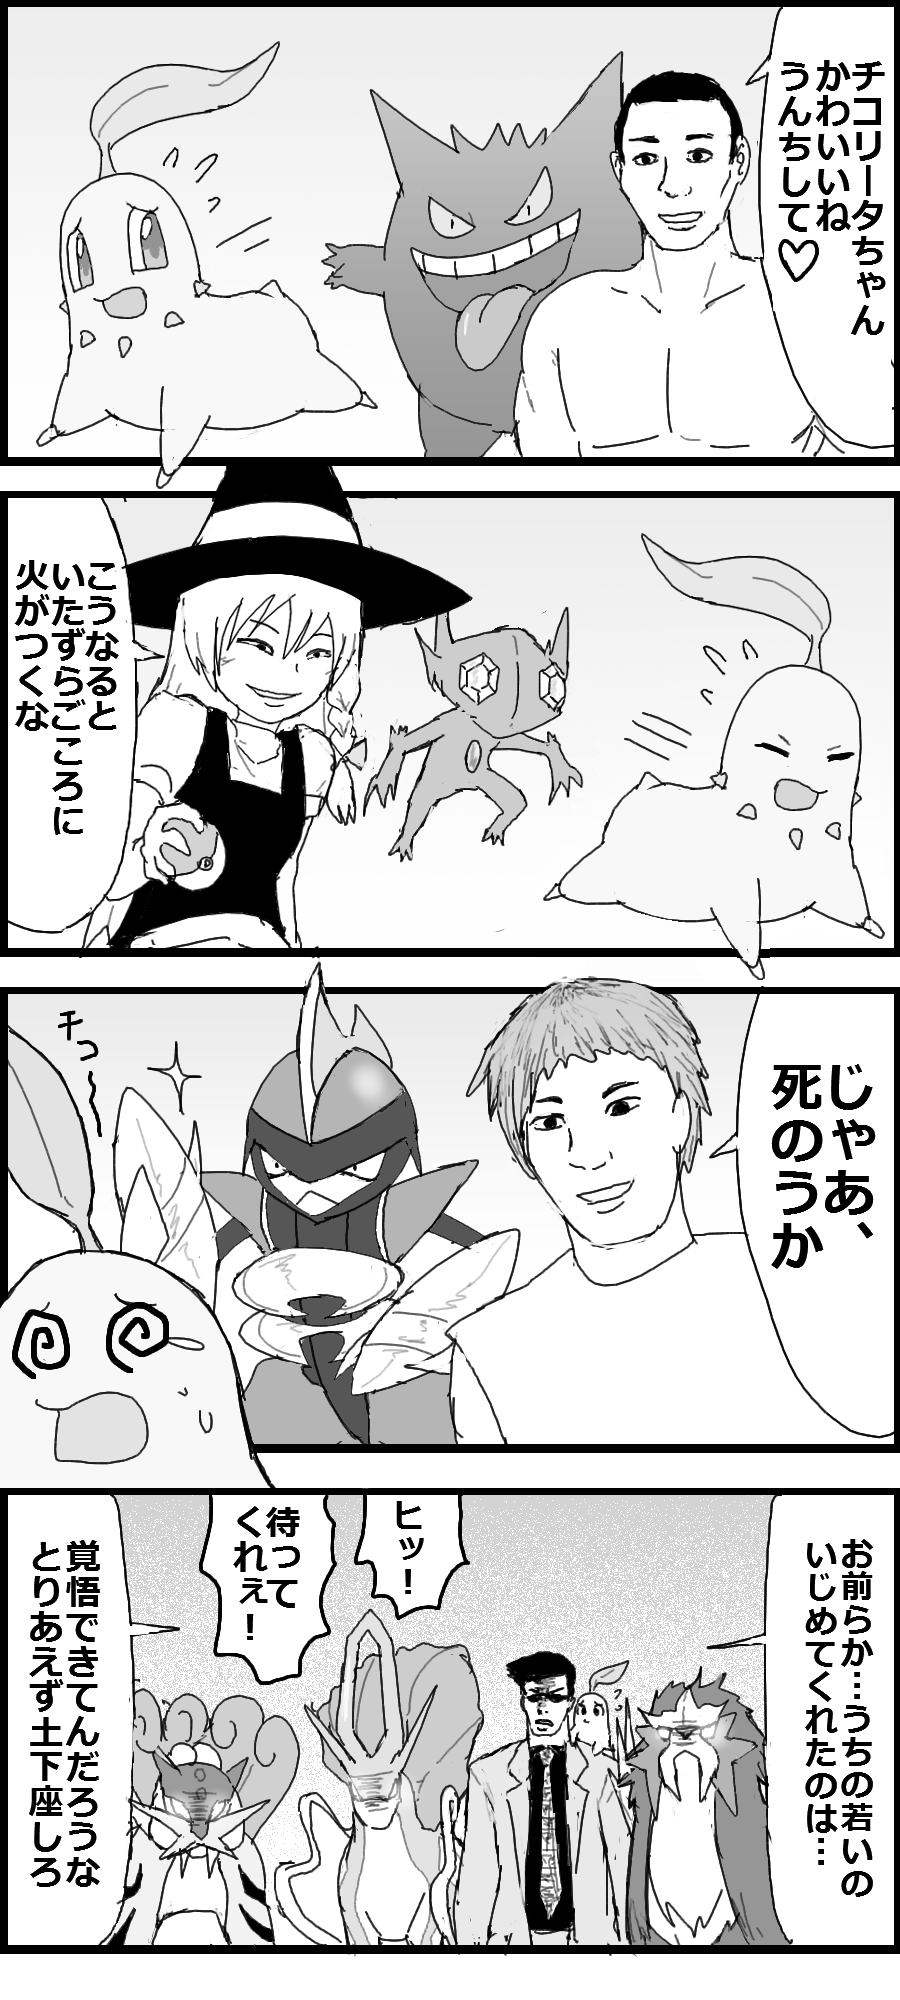 チコリータちゃん
かわいいね
うんちして♡
こうなると
いたずらごころに
火がつくな
チコ〜
じゃあ、
死のうか
お前らか…うちの若いの
いじめてくれたのは…
ヒッ！
待って
くれぇ！
覚悟できてんだろうな
とりあえず土下座しろ